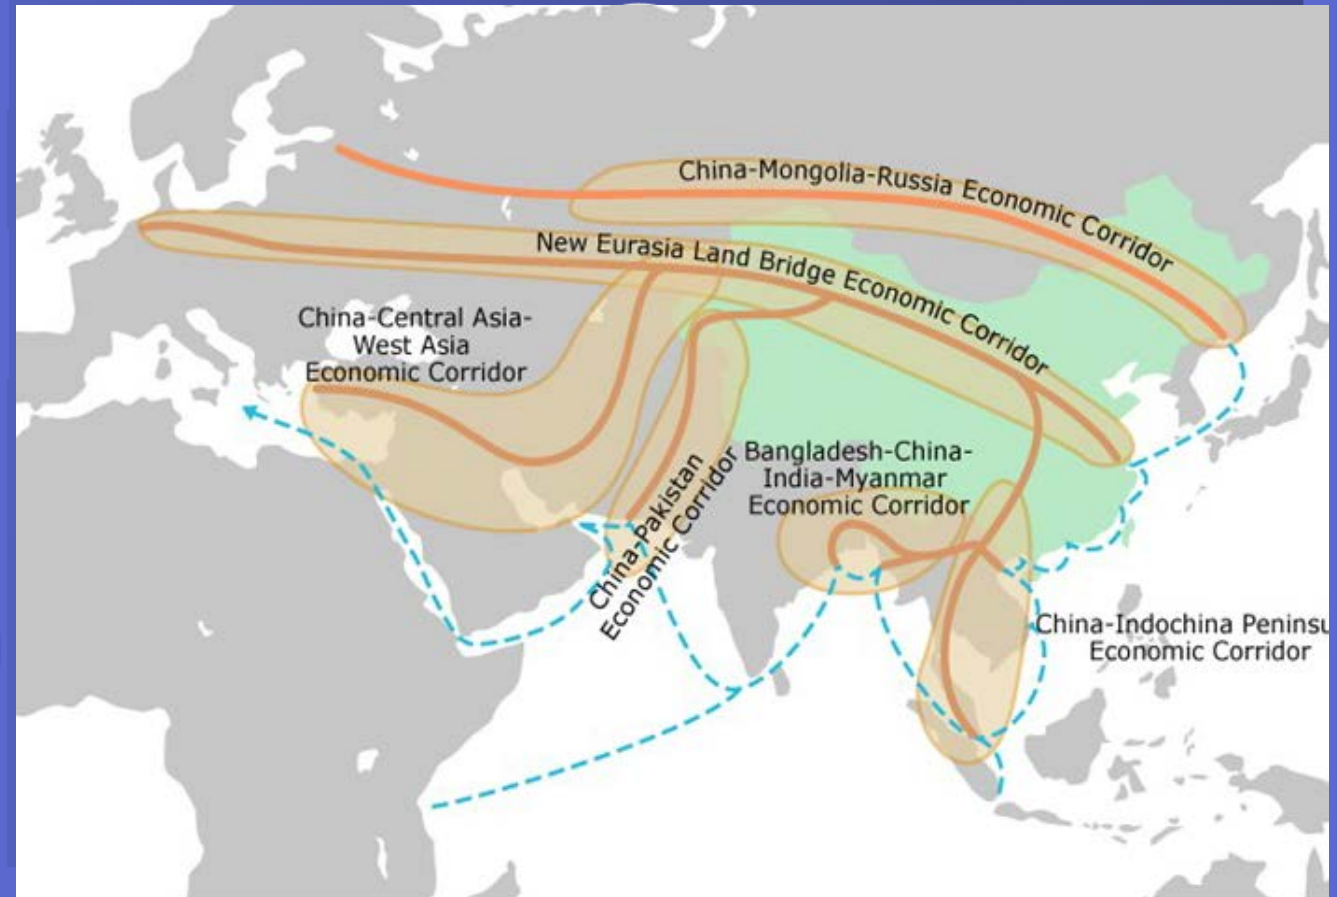 China-Mongolia-Russia Economic Corridor
New Eurasia Land Bridge Economic Corridor
China-Central Asia-
West Asia
Economic Corridor
China-Pakistan
Economic Corridor
Bangladesh-China-
India-Myanmar
Economic Corridor
China-Indochina Peninsu
Economic Corridor